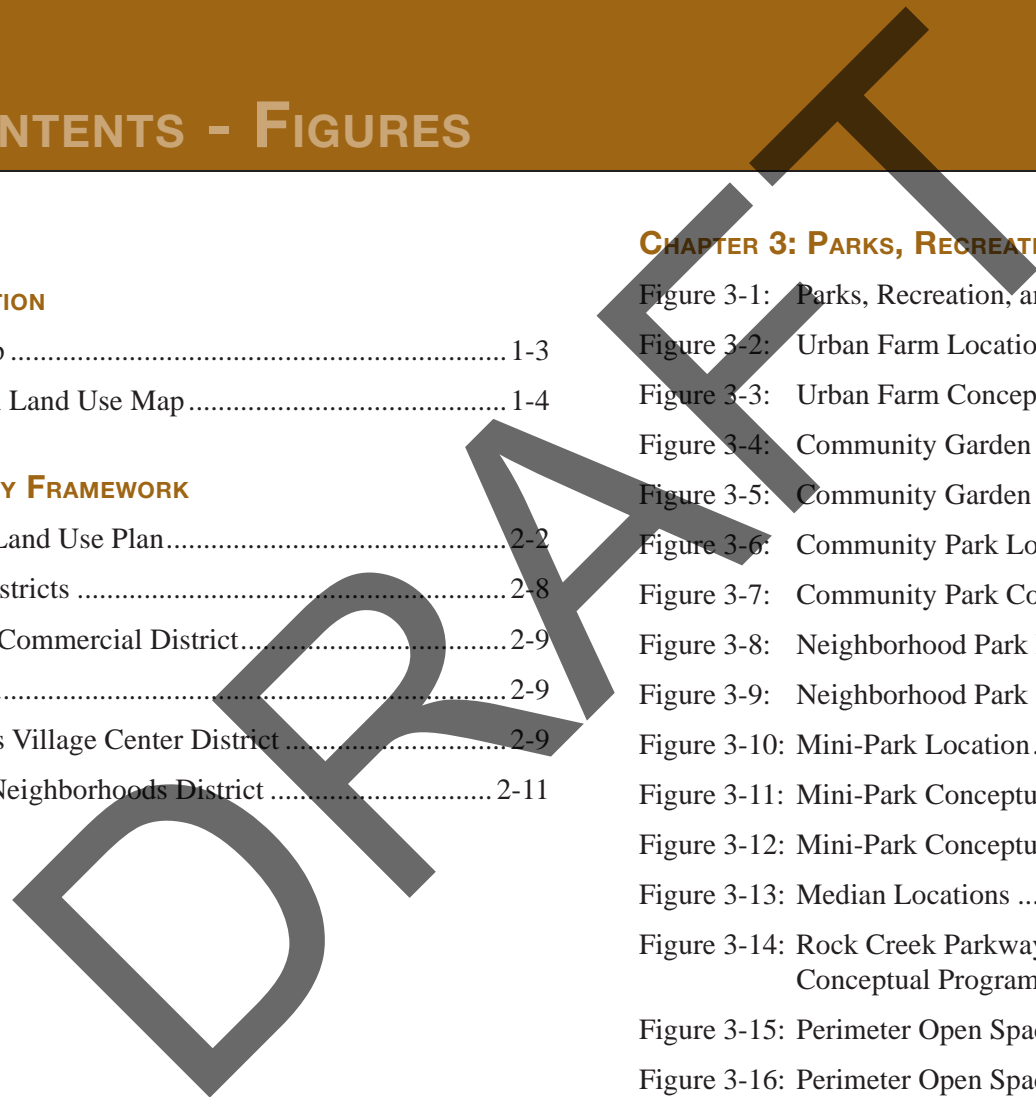 NTENTS - FIGURES
TION
p ................................................................... 1-3
Land Use Map ........................................... 1-4
Y FRAMEWORK
Land Use Plan .............................................. 2-2
stricts .......................................................... 2-8
Commercial District .................................... 2-9
..................................................................... 2-9
s Village Center District .............................. 2-9
Neighborhoods District .............................. 2-11
CHAPTER 3: PARKS, RECREATI
Figure 3-1: Parks, Recreation, a
Figure 3-2: Urban Farm Locatio
Figure 3-3: Urban Farm Concep
Figure 3-4: Community Garden
Figure 3-5: Community Garden
Figure 3-6: Community Park Lo
Figure 3-7: Community Park Co
Figure 3-8: Neighborhood Park
Figure 3-9: Neighborhood Park
Figure 3-10: Mini-Park Location.
Figure 3-11: Mini-Park Conceptu
Figure 3-12: Mini-Park Conceptu
Figure 3-13: Median Locations ...
Figure 3-14: Rock Creek Parkway
Conceptual Program
Figure 3-15: Perimeter Open Spac
Figure 3-16: Perimeter Open Spac
DRAFT